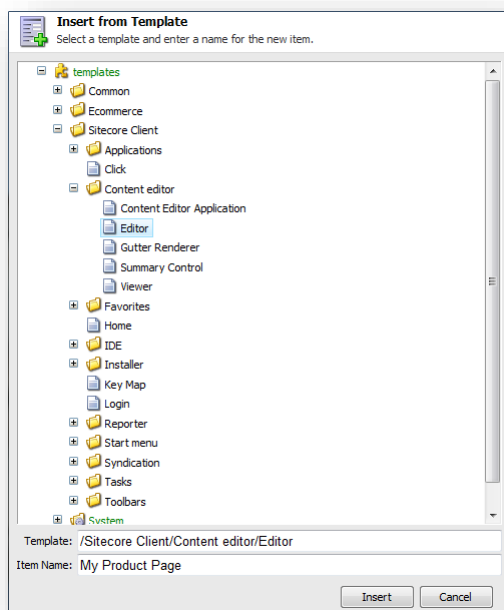 Insert from Template
Select a template and enter a name for the new item.
templates
Common
Ecommerce
Sitecore Client
Applications
Click
Content editor
Content Editor Application
Editor
Gutter Renderer
Summary Control
Viewer
Favorites
Home
IDE
Installer
Key Map
Login
Reporter
Start menu
Syndication
Tasks
Toolbars
System
Template: /Sitecore Client/Content editor/Editor
Item Name: My Product Page
Insert Cancel